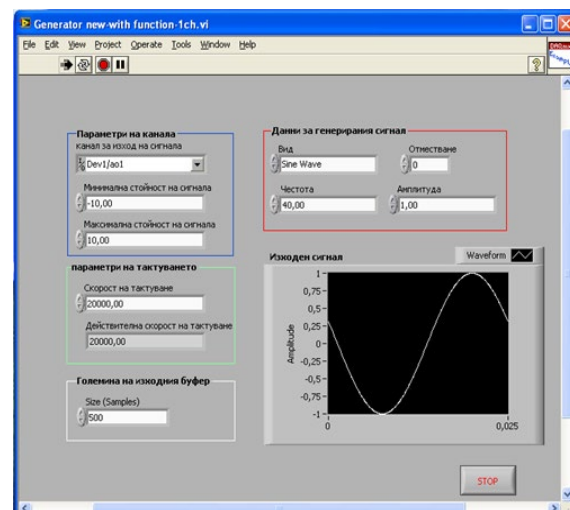 Generator new-with function-1ch.vi
File Edit View Project Operate Tools Window Help
Параметри на канала
канал за изход на сигнала
Dev1/ao1
Минимална стойност на сигнала
-10,00
Максимална стойност на сигнала
10,00
Данни за генерирания сигнал
Вид
Sine Wave
Отместване
0
Честота
40,00
Амплитуда
1,00
параметри на тактуването
Скорост на тактуване
20000,00
Действителна скорост на тактуване
20000,00
Големина на изходния буфер
Size (Samples)
500
Изходен сигнал
Waveform
Amplitude
1
0,75
0,5
0,25
0
-0,25
-0,5
-0,75
-1
0
0,025
STOP